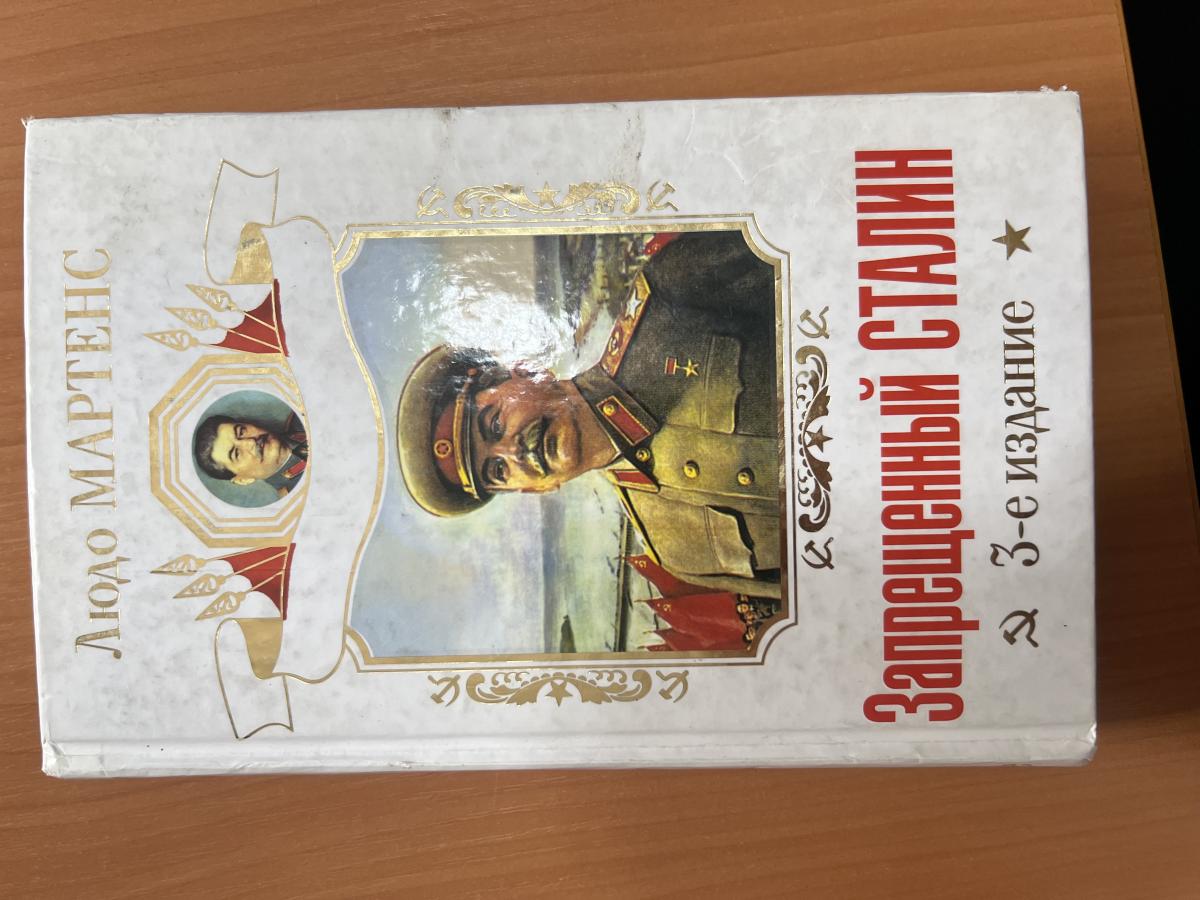 Людо МАРТЕНС
Запрещенный СТАЛИН
3-е издание